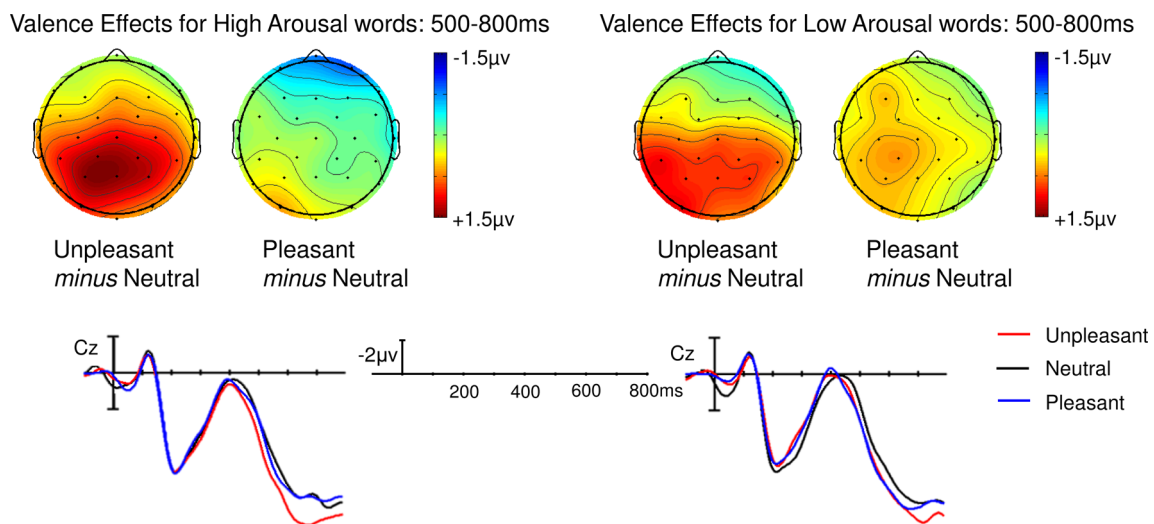 Valence Effects for High Arousal words: 500-800ms
Valence Effects for Low Arousal words: 500-800ms
-1.5μv
+1.5μv
-1.5μv
+1.5μv
Unpleasant
minus Neutral
Pleasant
minus Neutral
Unpleasant
minus Neutral
Pleasant
minus Neutral
Cz
-2μv
200 400 600 800ms
Cz
Unpleasant
Neutral
Pleasant